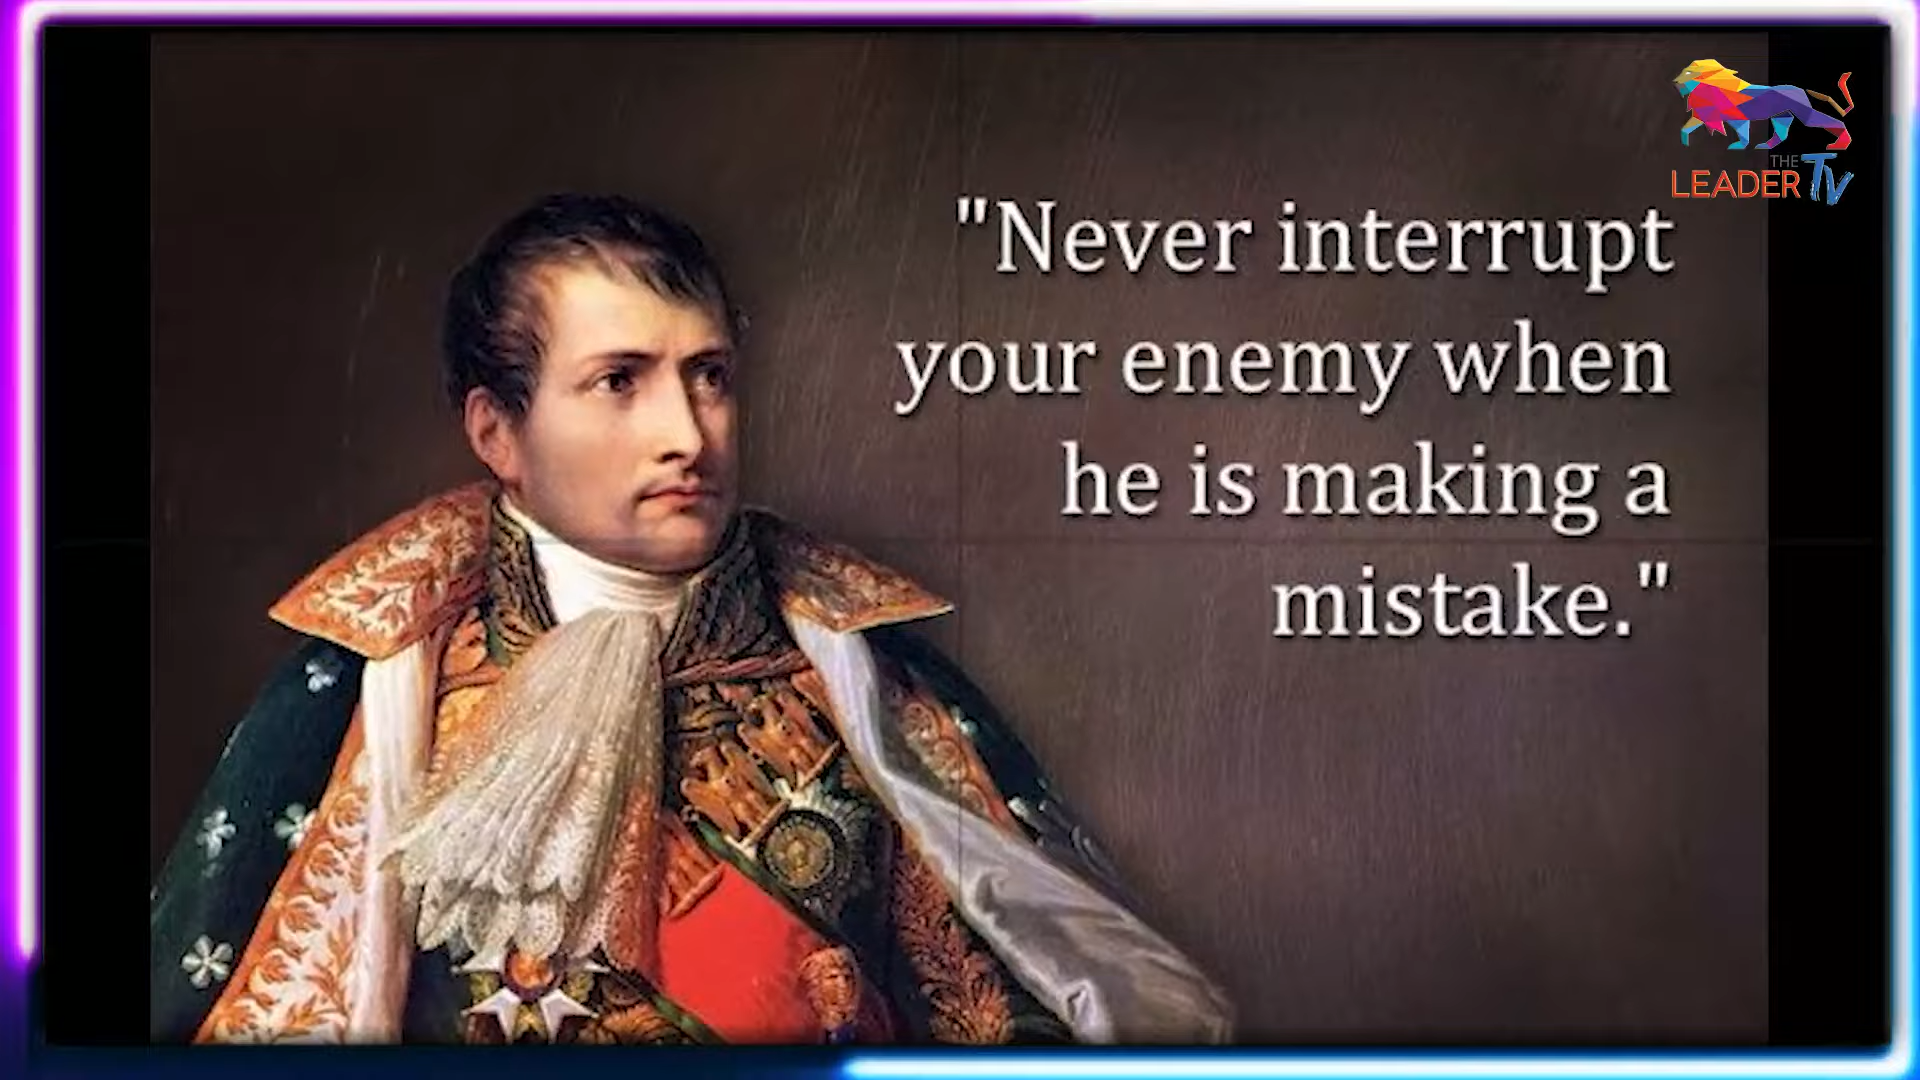 THE
LEADER TV
"Never interrupt
your enemy when
he is making a
mistake."